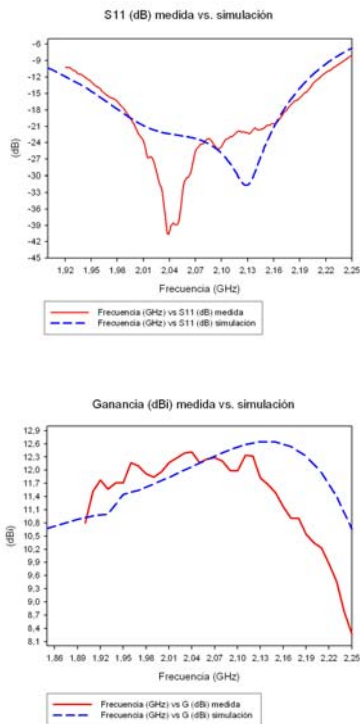 S11 (dB) medida vs. simulación
-6
-9
-12
-15
-18
-21
-24
-27
-30
-33
-36
-39
-42
-45
(dB)
1,92 1,95 1,98 2,01 2,04 2,07 2,10 2,13 2,16 2,19 2,22 2,25
Frecuencia (GHz)
Frecuencia (GHz) vs S11 (dB) medida
Frecuencia (GHz) vs S11 (dB) simulación
Ganancia (dBi) medida vs. simulación
12,9
12,6
12,3
12,0
11,7
11,4
11,1
10,8
10,5
10,2
9,9
9,6
9,3
9,0
8,7
8,4
8,1
(dBi)
1,86 1,89 1,92 1,95 1,98 2,01 2,04 2,07 2,10 2,13 2,16 2,19 2,22 2,25
Frecuencia (GHz)
Frecuencia (GHz) vs G (dBi) medida
Frecuencia (GHz) vs G (dBi) simulación